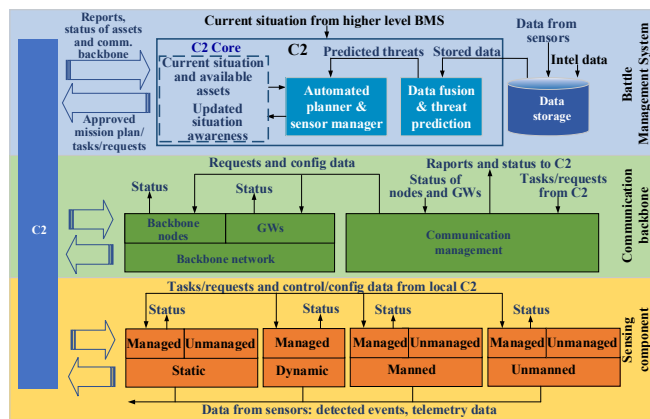 Reports,
status of assets
and comm.
backbone
Approved
mission plan/
tasks/requests
Current situation from higher level BMS
C2 Core
C2
Current situation
and available
assets
Updated
situation
awareness
Predicted threats
Stored data
Automated
planner &
sensor manager
Data fusion
& threat
prediction
Data from
sensors
Intel data
Data
storage
Battle
Management System
C2
Requests and config data
Status
Status
Backbone
nodes
GWs
Backbone network
Raports and status to C2
Status of
nodes and GWs
Tasks/requests
from C2
Communication
management
Communication
backbone
Tasks/requests and control/config data from local C2
Status
Status
Status
Status
Managed
Unmanaged
Static
Managed
Dynamic
Managed
Unmanaged
Manned
Managed
Unmanaged
Unmanned
Data from sensors: detected events, telemetry data
Sensing
component